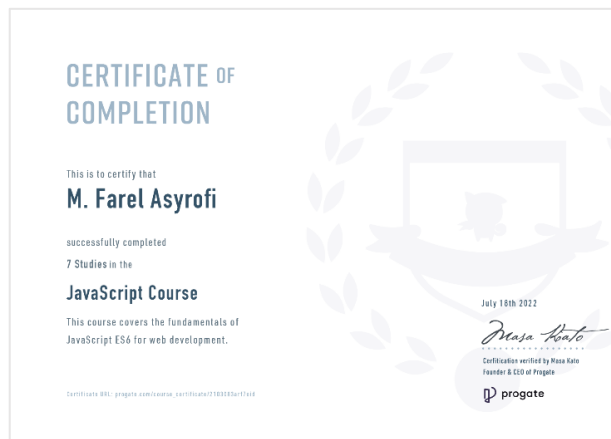 CERTIFICATE OF
COMPLETION
This is to certify that
M. Farel Asyrofi
successfully completed
7 Studies in the
JavaScript Course
This course covers the fundamentals of
JavaScript ES6 for web development.
July 18th 2022
Masa Kato
Certification verified by Masa Kato
Founder & CEO of Progate
progate
Certificate URL: progate.com/course_certificate/